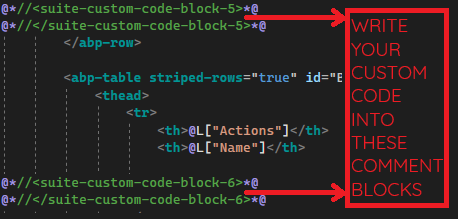 @*//<suite-custom-code-block-5>*@
@*//</suite-custom-code-block-5>*@
</abp-row>
<abp-table striped-rows="true" id="B
<thead>
<tr>
<th>@L["Actions"]</th>
<th>@L["Name"]</th>
@*//<suite-custom-code-block-6>*@
@*//</suite-custom-code-block-6>*@
WRITE
YOUR
CUSTOM
CODE
INTO
THESE
COMMENT
BLOCKS